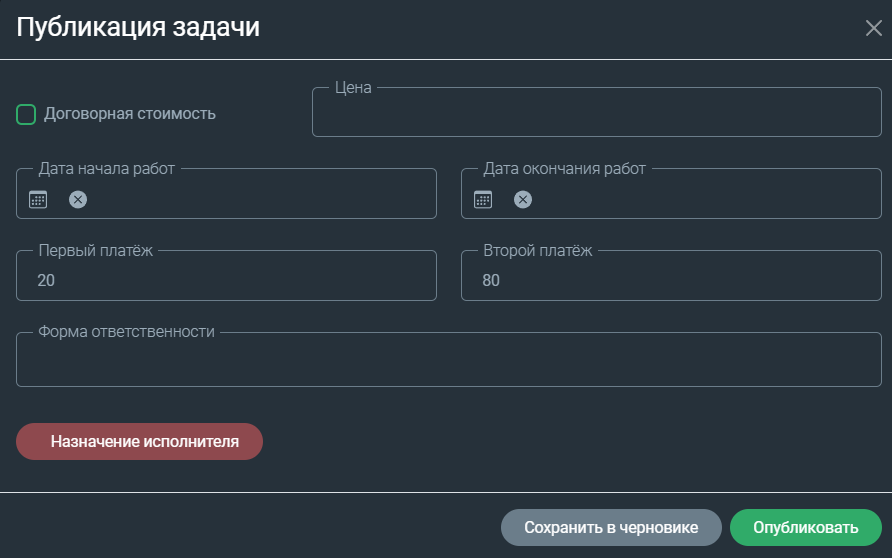 Публикация задачи
Договорная стоимость
Цена
Дата начала работ
Дата окончания работ
Первый платёж
20
Второй платёж
80
Форма ответственности
Назначение исполнителя
Сохранить в черновике
Опубликовать